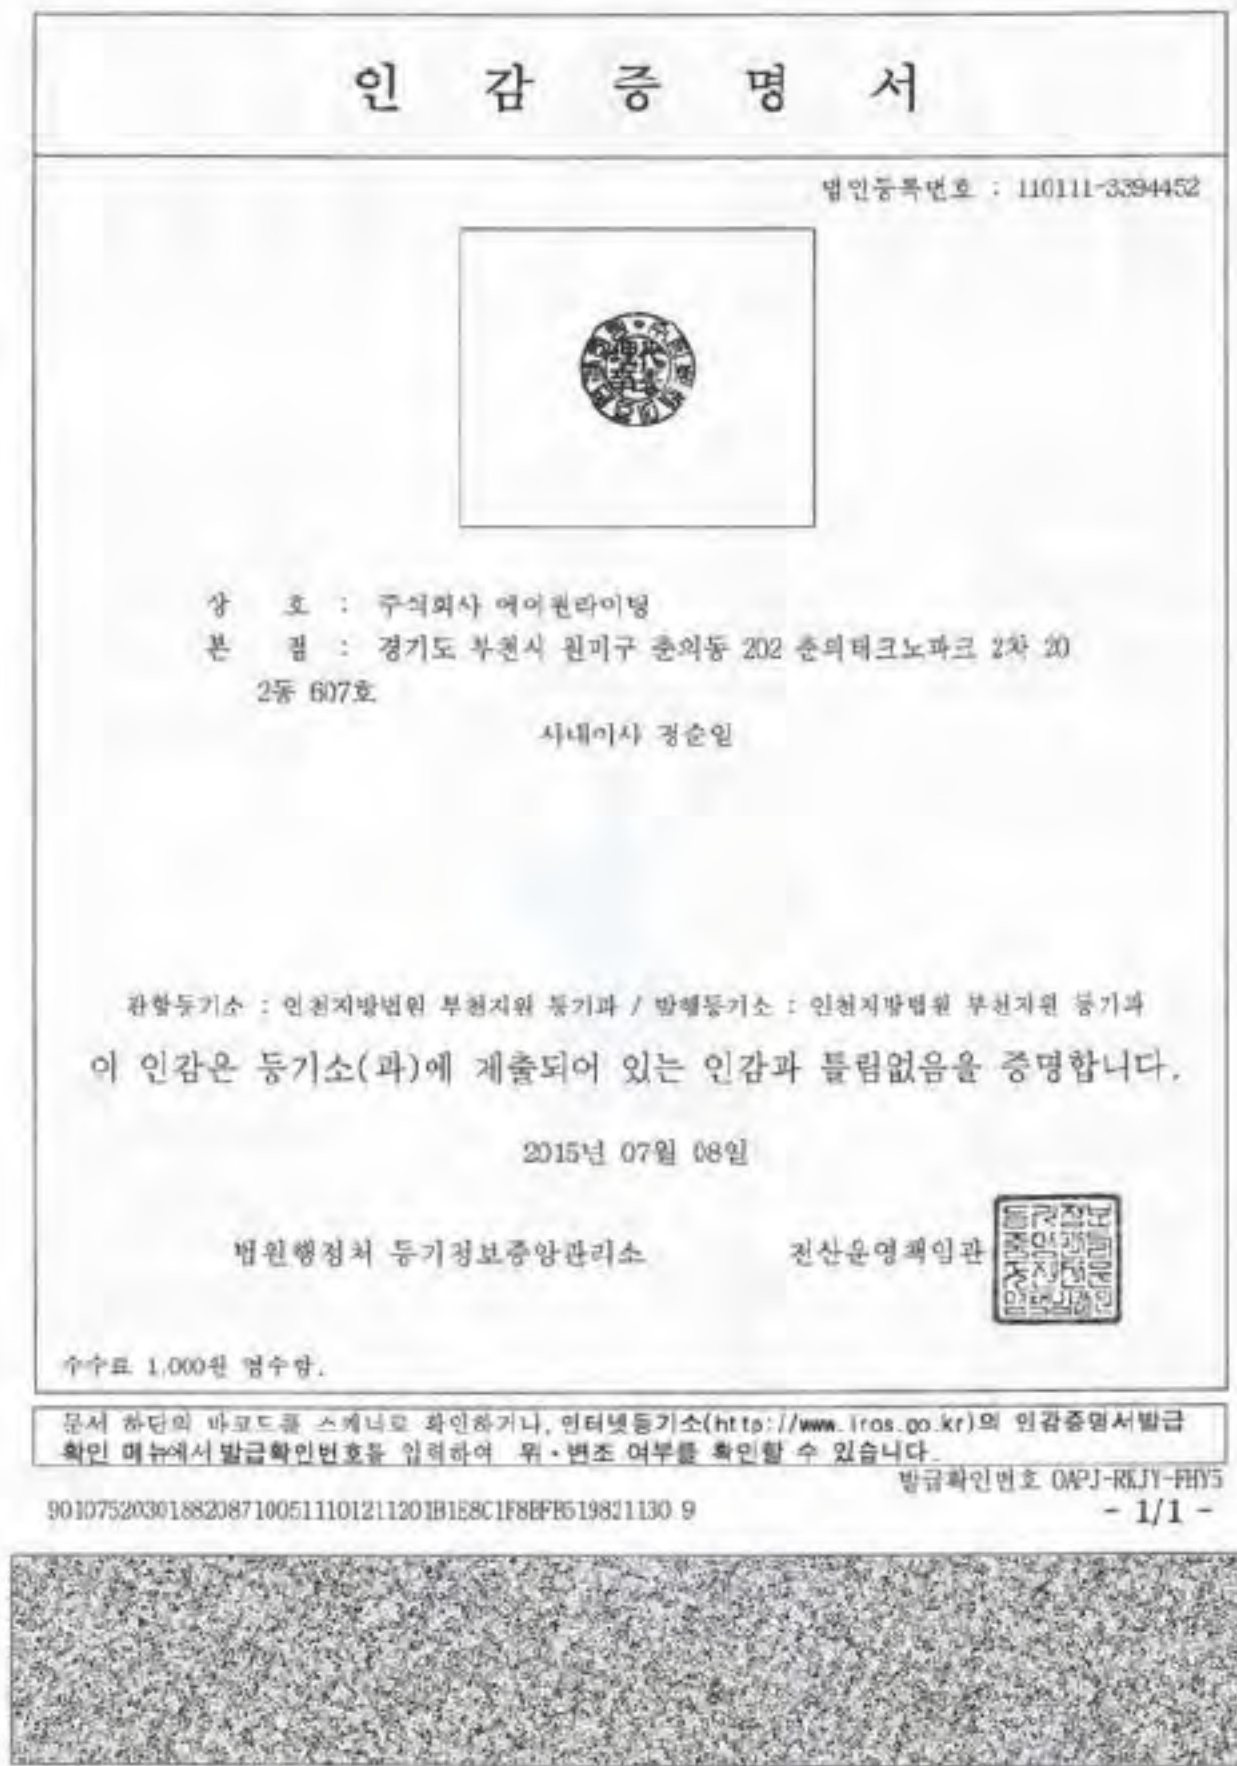 인 감 증 명 서
법인등록번호 : 110111-3394452
상 호 : 주식회사 에이원라이팅
본 점 : 경기도 부천시 원미구 춘의동 202 춘의테크노파크 2차 20
2동 607호
사내이사 정순일
관할등기소 : 인천지방법원 부천지원 등기과 / 발행등기소 : 인천지방법원 부천지원 등기과
이 인감은 등기소(과)에 제출되어 있는 인감과 틀림없음을 증명합니다.
2015년 07월 08일
법원행정처 등기정보중앙관리소 전산운영책임관
수수료 1,000원 영수함.
문서 하단의 바코드를 스캐너로 확인하거나, 인터넷등기소(http://www.iros.go.kr)의 인감증명서발급
확인 메뉴에서 발급확인번호를 입력하여 위·변조 여부를 확인할 수 있습니다.
발급확인번호 0APJ-RKJY-PHY5
- 1/1 -